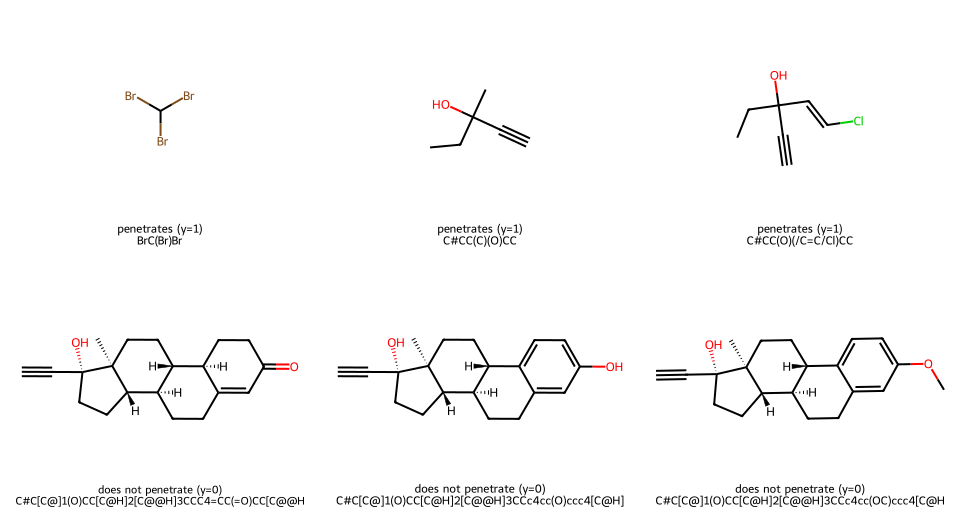 Br Br
Br
penetrates (y=1)
BrC(Br)Br
HO
penetrates (y=1)
C#CC(C)(O)CC
OH
Cl
penetrates (y=1)
C#CC(O)(/C=C/Cl)CC
OH
H H
H
H
O
does not penetrate (y=0)
C#C[C@]1(O)CC[C@H]2[C@@H]3CCC4=CC(=O)CC[C@@H
OH
H
H
H
OH
does not penetrate (y=0)
C#C[C@]1(O)CC[C@H]2[C@@H]3CCc4cc(O)ccc4[C@H]
OH
H
H
H
O
does not penetrate (y=0)
C#C[C@]1(O)CC[C@H]2[C@@H]3CCc4cc(OC)ccc4[C@H